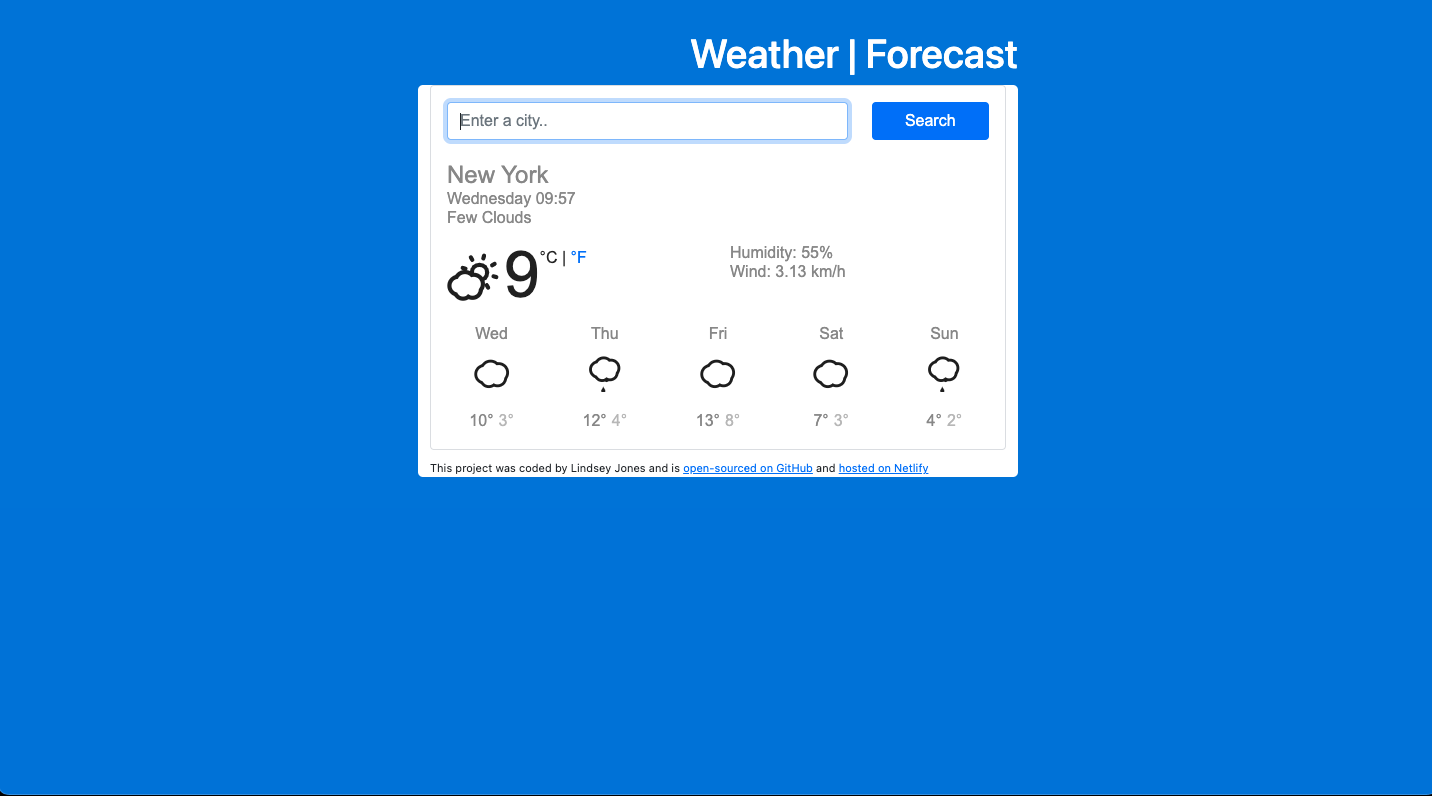 Weather | Forecast
Enter a city..
Search
New York
Wednesday 09:57
Few Clouds
9 °C | °F
Humidity: 55%
Wind: 3.13 km/h
Wed Thu Fri Sat Sun
10° 3° 12° 4° 13° 8° 7° 3° 4° 2°
This project was coded by Lindsey Jones and is open-sourced on GitHub and hosted on Netlify